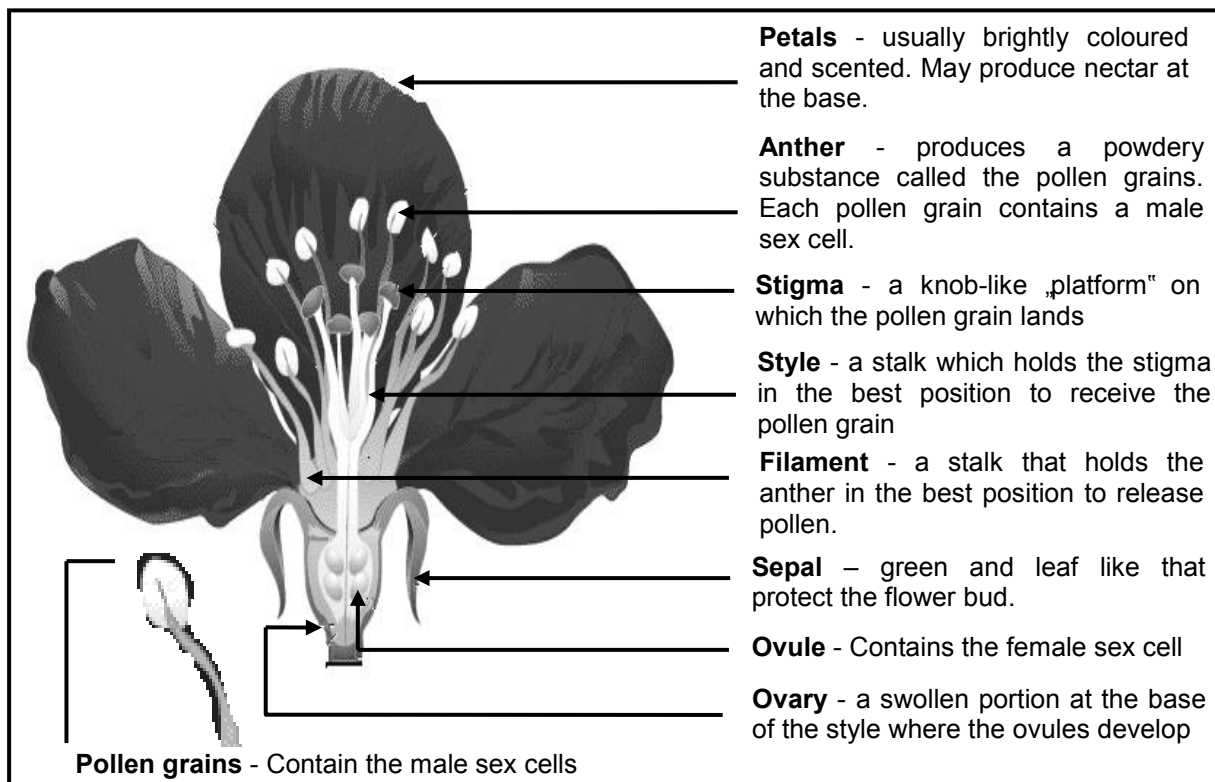 Petals - usually brightly coloured
and scented. May produce nectar at
the base.
Anther - produces a powdery
substance called the pollen grains.
Each pollen grain contains a male
sex cell.
Stigma - a knob-like „platform‟ on
which the pollen grain lands
Style - a stalk which holds the stigma
in the best position to receive the
pollen grain
Filament - a stalk that holds the
anther in the best position to release
pollen.
Sepal – green and leaf like that
protect the flower bud.
Ovule - Contains the female sex cell
Ovary - a swollen portion at the base
of the style where the ovules develop
Pollen grains - Contain the male sex cells